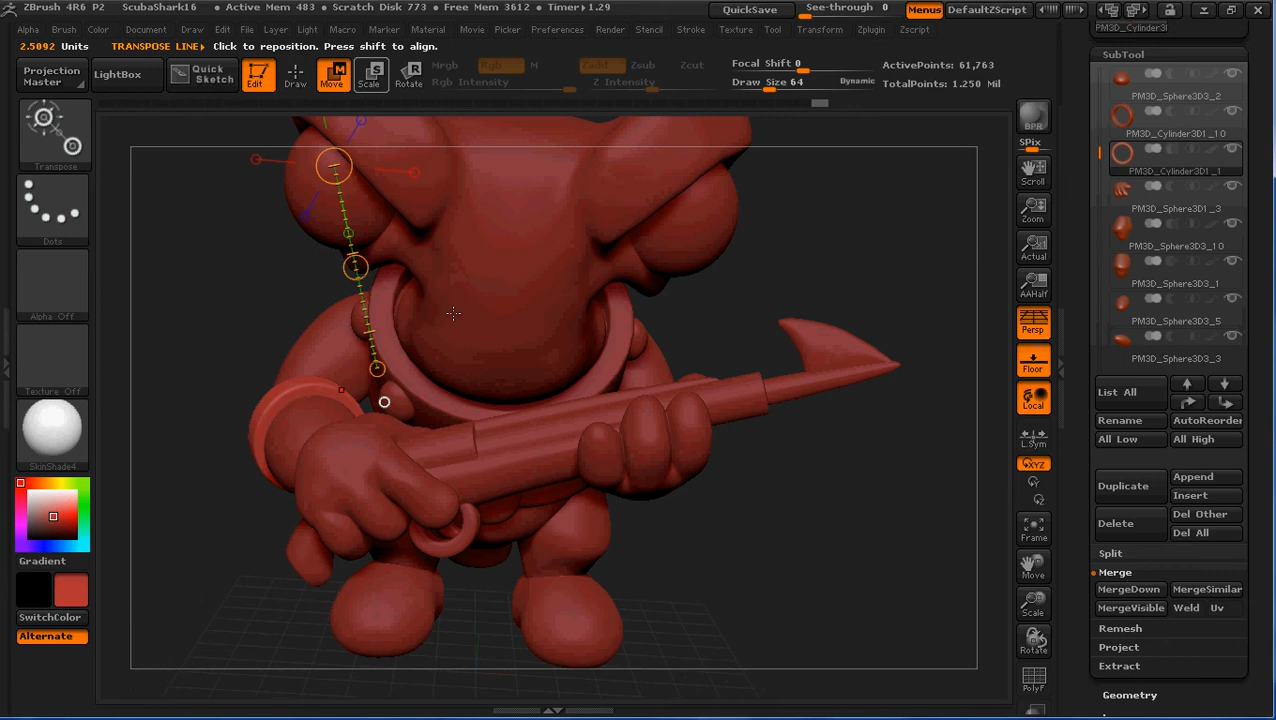 ZBrush 4R6 P2 ScubaShark16 • Active Mem 483 • Scratch Disk 773 • Free Mem 3612 • Timer▶1.29 QuickSave See-through 0 Menus DefaultZScript
Alpha Brush Color Document Draw Edit File Layer Light Macro Marker Material Movie Picker Preferences Render Stencil Stroke Texture Tool Transform Zplugin Zscript
2.5092 Units TRANSPOSE LINE▶ Click to reposition. Press shift to align.
Projection Master
LightBox
Quick Sketch
Edit
Draw
Move
Scale
Rotate
Mrgb Rgb M
Rgb Intensity
Zadd Zsub Zcut
Z Intensity
Focal Shift 0
Draw Size 64 Dynamic
ActivePoints: 61,763
TotalPoints: 1.250 Mil
Transpose
Dots
Alpha Off
Texture Off
SkinShade4
Gradient
SwitchColor
Alternate
BPR
SPix
Scroll
Zoom
Actual
AAHalf
Persp
Floor
Local
L.Sym
XYZ
Y
Z
Frame
Move
Scale
Rotate
PolyF
PM3D_Cylinder3I
SubTool
PM3D_Sphere3D3_2
PM3D_Cylinder3D1_10
PM3D_Cylinder3D1_1
PM3D_Sphere3D1_3
PM3D_Sphere3D3_10
PM3D_Sphere3D3_1
PM3D_Sphere3D3_5
PM3D_Sphere3D3_3
List All
Rename AutoReorder
All Low All High
Duplicate Append
Insert
Delete Del Other
Del All
Split
Merge
MergeDown MergeSimilar
MergeVisible Weld Uv
Remesh
Project
Extract
Geometry